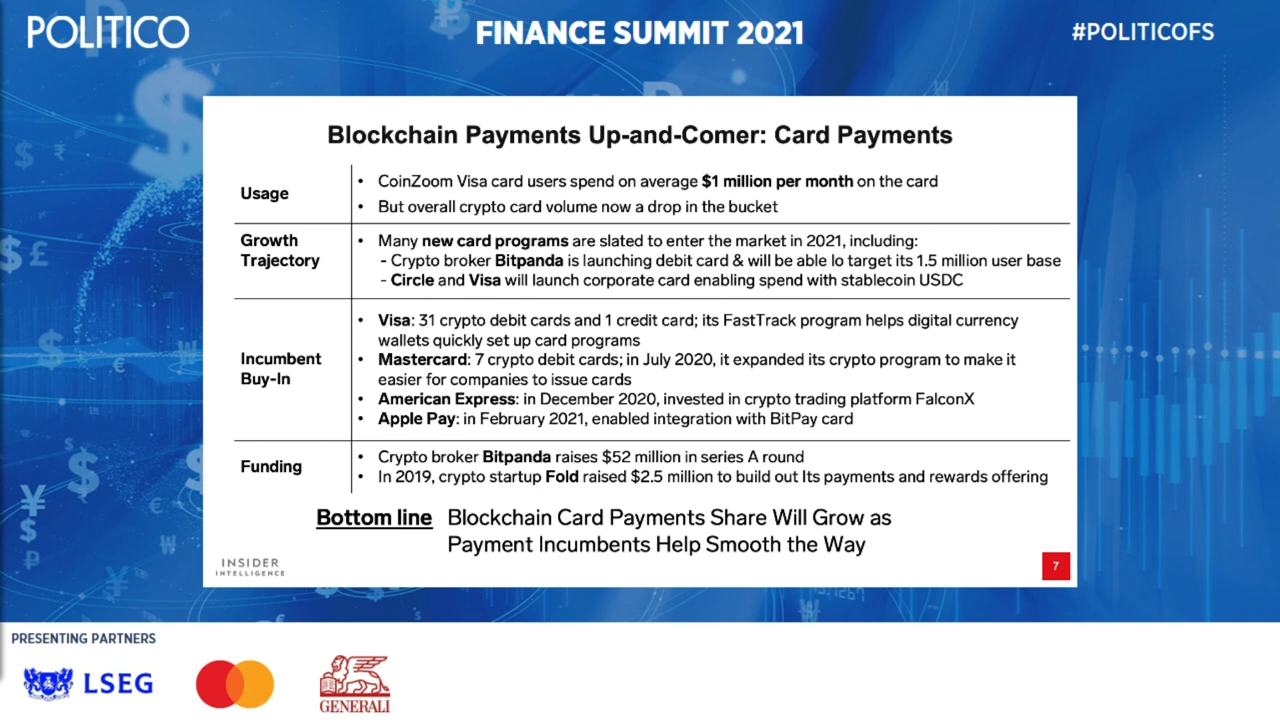 POLITICO
FINANCE SUMMIT 2021
#POLITICOFS
Blockchain Payments Up-and-Comer: Card Payments
Usage
• CoinZoom Visa card users spend on average $1 million per month on the card
• But overall crypto card volume now a drop in the bucket
Growth
Trajectory
• Many new card programs are slated to enter the market in 2021, including:
- Crypto broker Bitpanda is launching debit card & will be able lo target its 1.5 million user base
- Circle and Visa will launch corporate card enabling spend with stablecoin USDC
Incumbent
Buy-In
• Visa: 31 crypto debit cards and 1 credit card; its FastTrack program helps digital currency
wallets quickly set up card programs
• Mastercard: 7 crypto debit cards; in July 2020, it expanded its crypto program to make it
easier for companies to issue cards
• American Express: in December 2020, invested in crypto trading platform FalconX
• Apple Pay: in February 2021, enabled integration with BitPay card
Funding
• Crypto broker Bitpanda raises $52 million in series A round
• In 2019, crypto startup Fold raised $2.5 million to build out Its payments and rewards offering
Bottom line Blockchain Card Payments Share Will Grow as
Payment Incumbents Help Smooth the Way
INSIDER
INTELLIGENCE
7
PRESENTING PARTNERS
LSEG
GENERALI